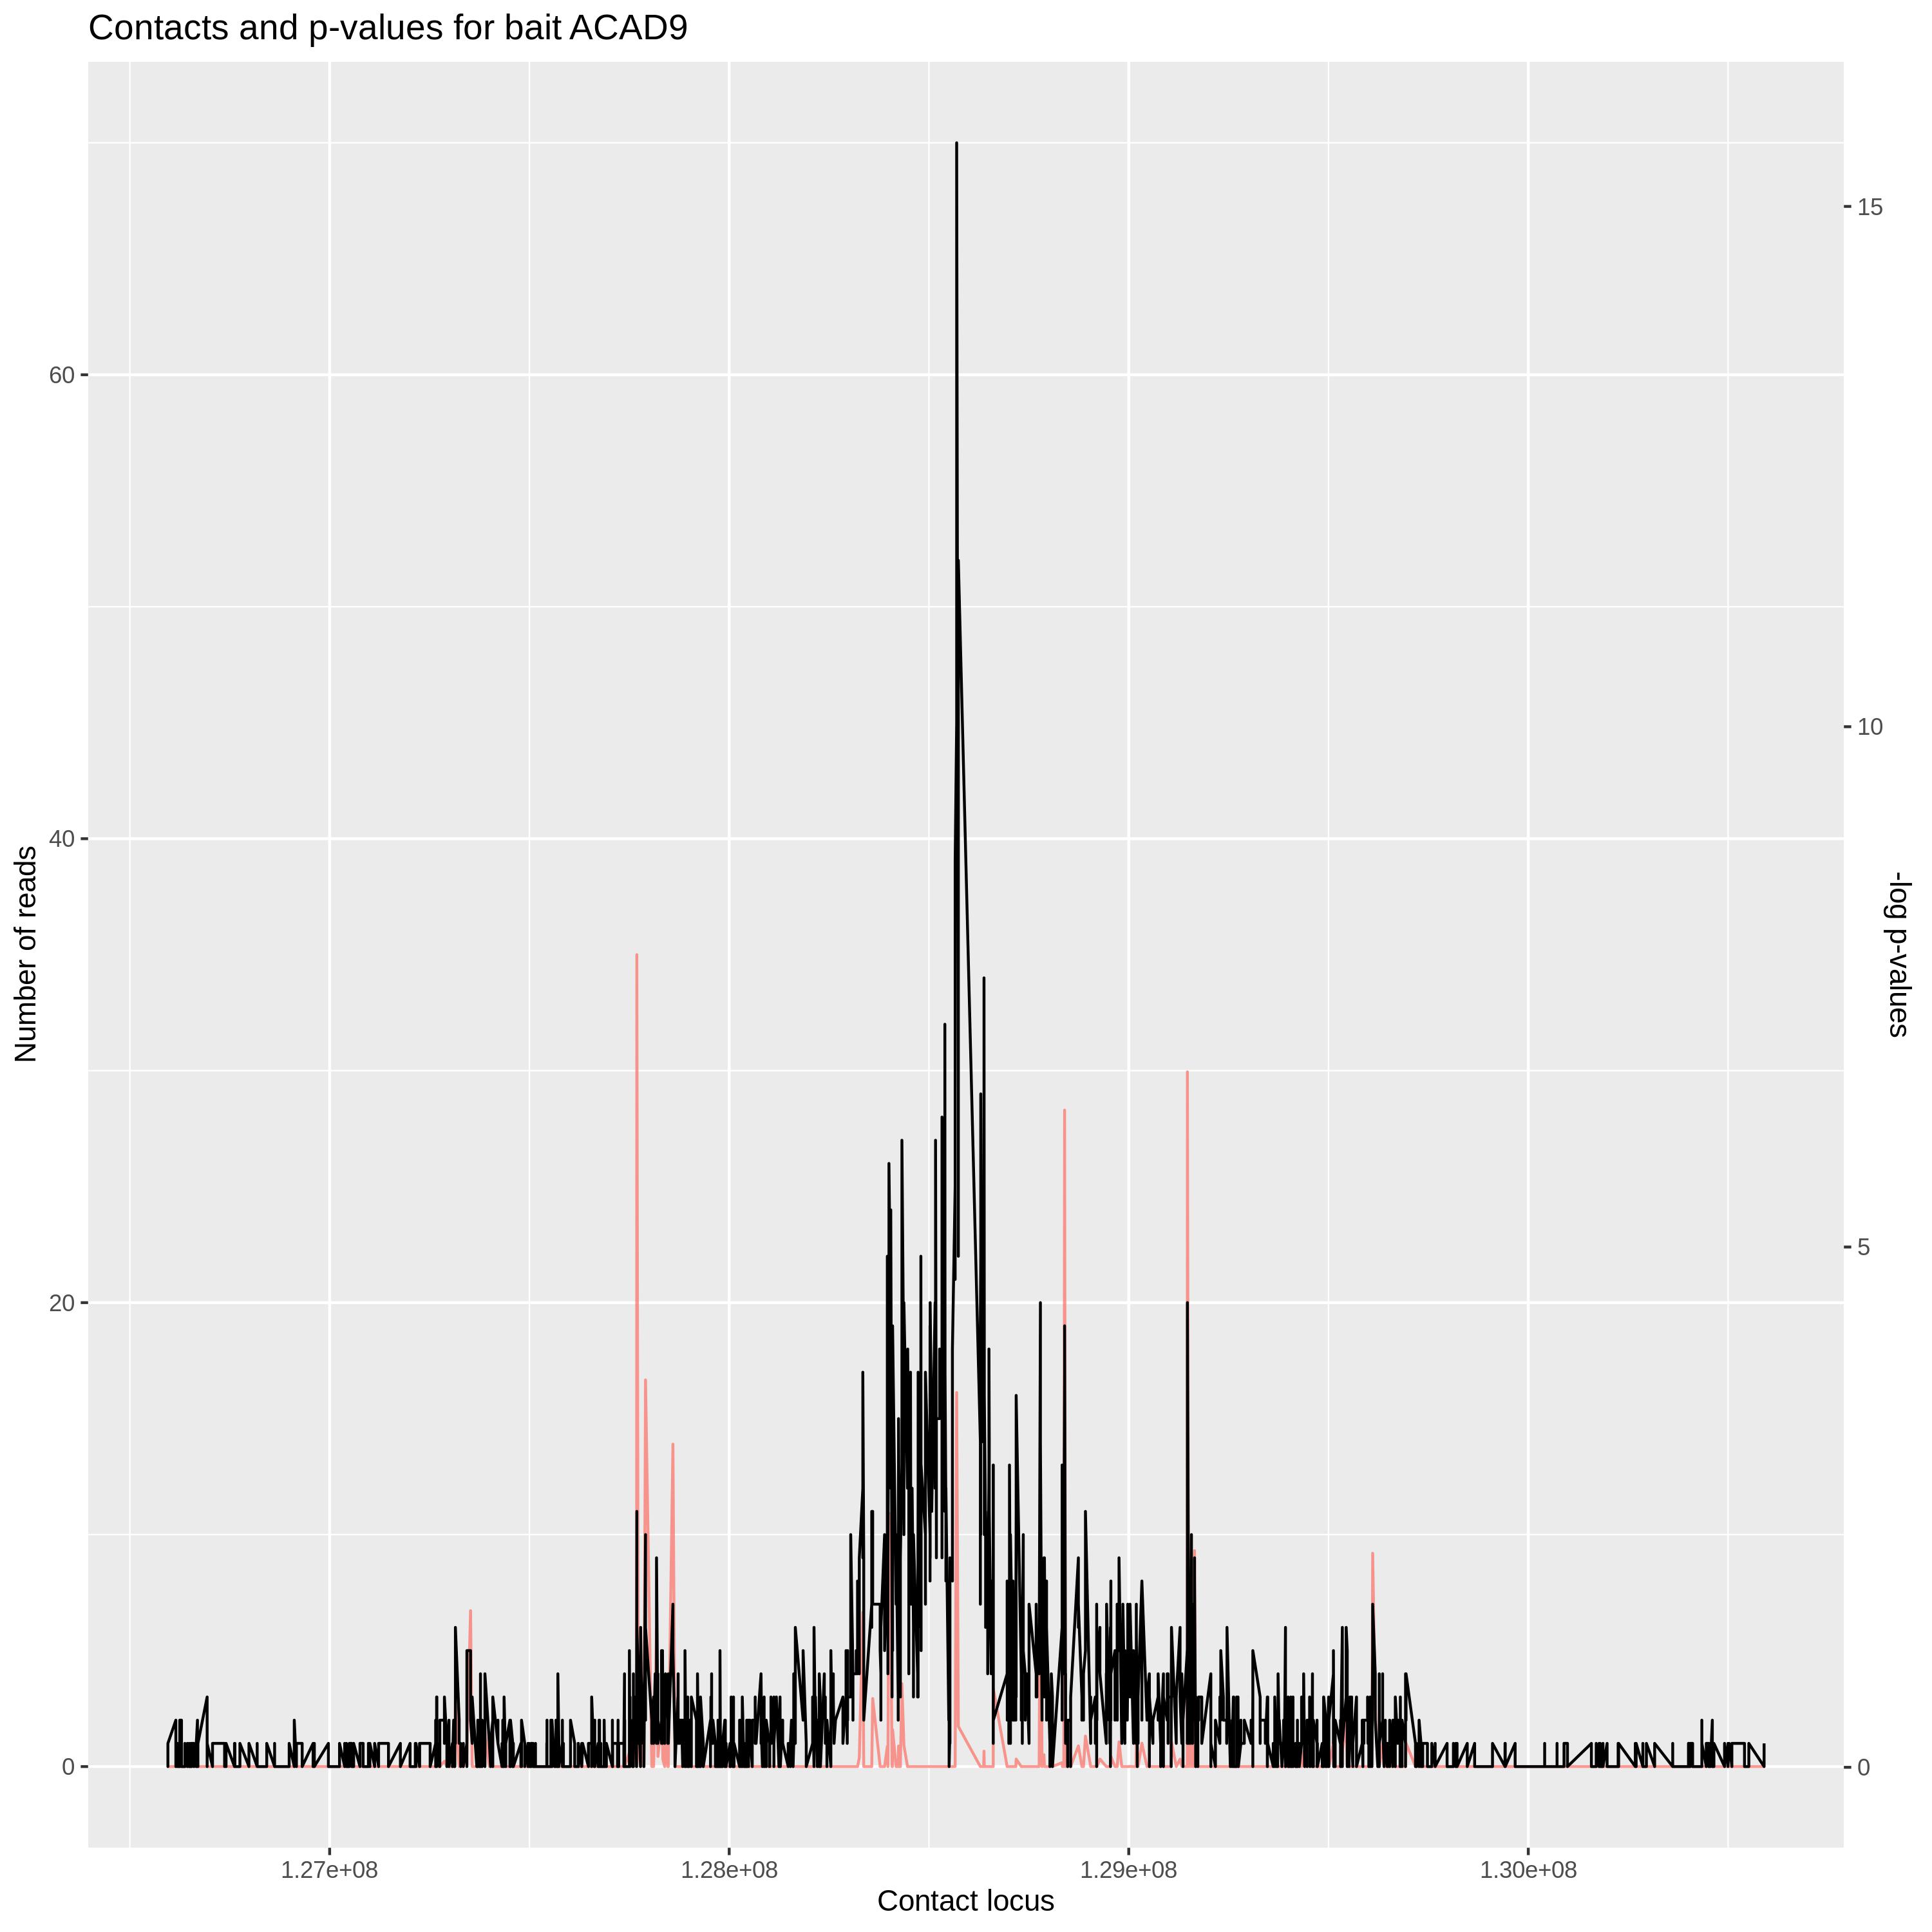 Contacts and p-values for bait ACAD9
Number of reads
60
40
20
0
15
10
5
0
-log p-values
1.27e+08
1.28e+08
1.29e+08
1.30e+08
Contact locus